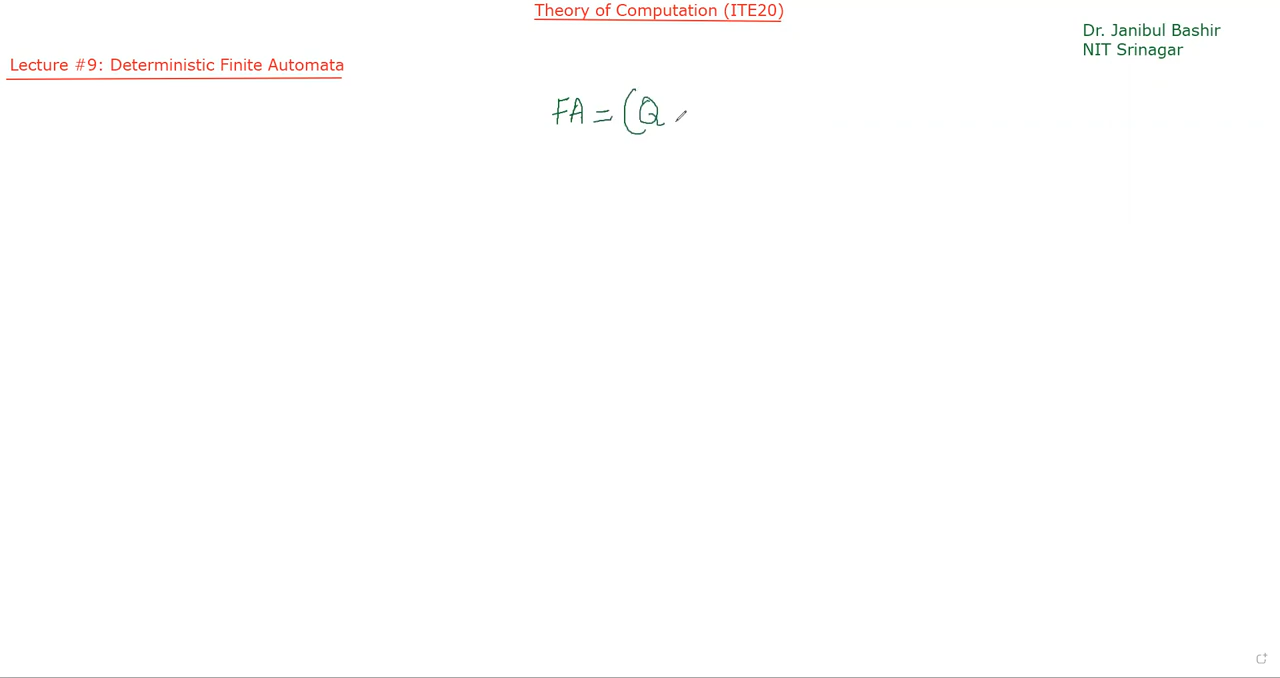 Theory of Computation (ITE20)
Dr. Janibul Bashir
NIT Srinagar
Lecture #9: Deterministic Finite Automata
FA = (Q